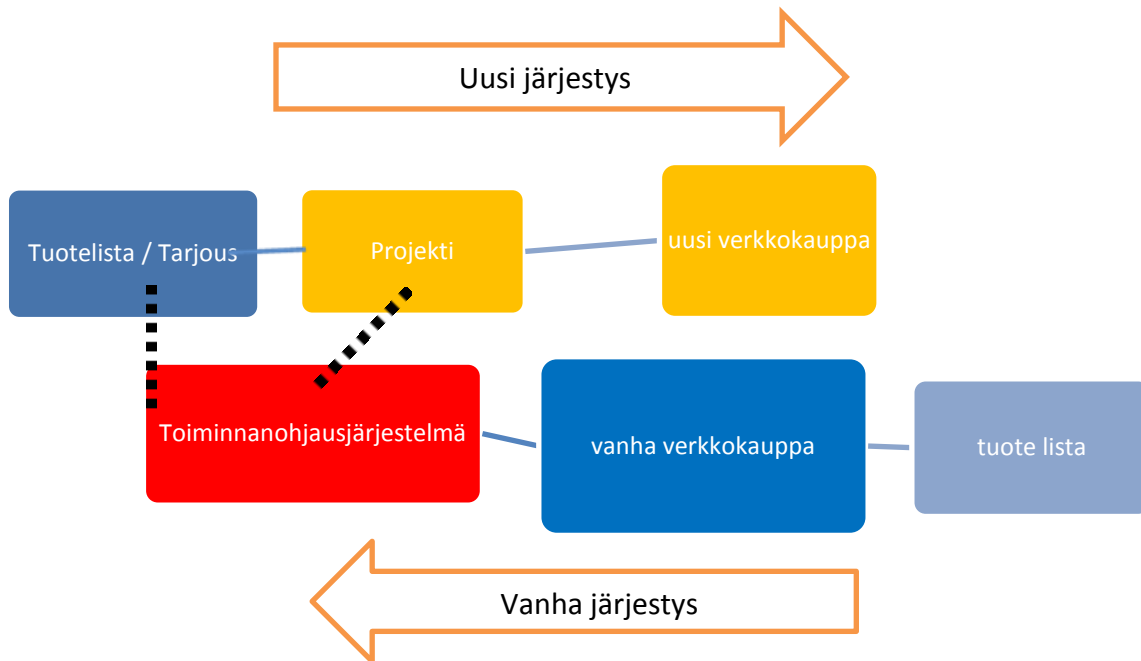 Uusi järjestys
Tuotelista / Tarjous
Projekti
uusi verkkokauppa
Toiminnanohjausjärjestelmä
vanha verkkokauppa
tuote lista
Vanha järjestys